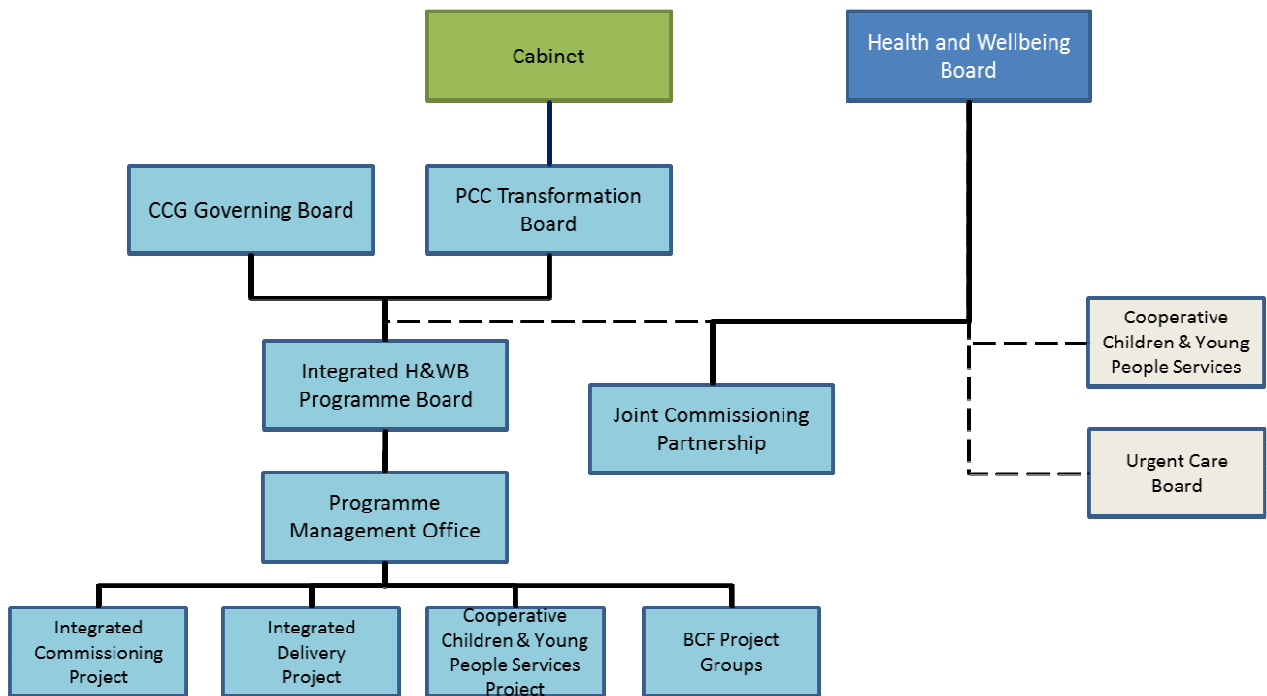 Cabinet
Health and Wellbeing
Board
CCG Governing Board
PCC Transformation
Board
Integrated H&WB
Programme Board
Joint Commissioning
Partnership
Cooperative
Children & Young
People Services
Urgent Care
Board
Programme
Management Office
Integrated
Commissioning
Project
Integrated
Delivery
Project
Cooperative
Children & Young
People Services
Project
BCF Project
Groups